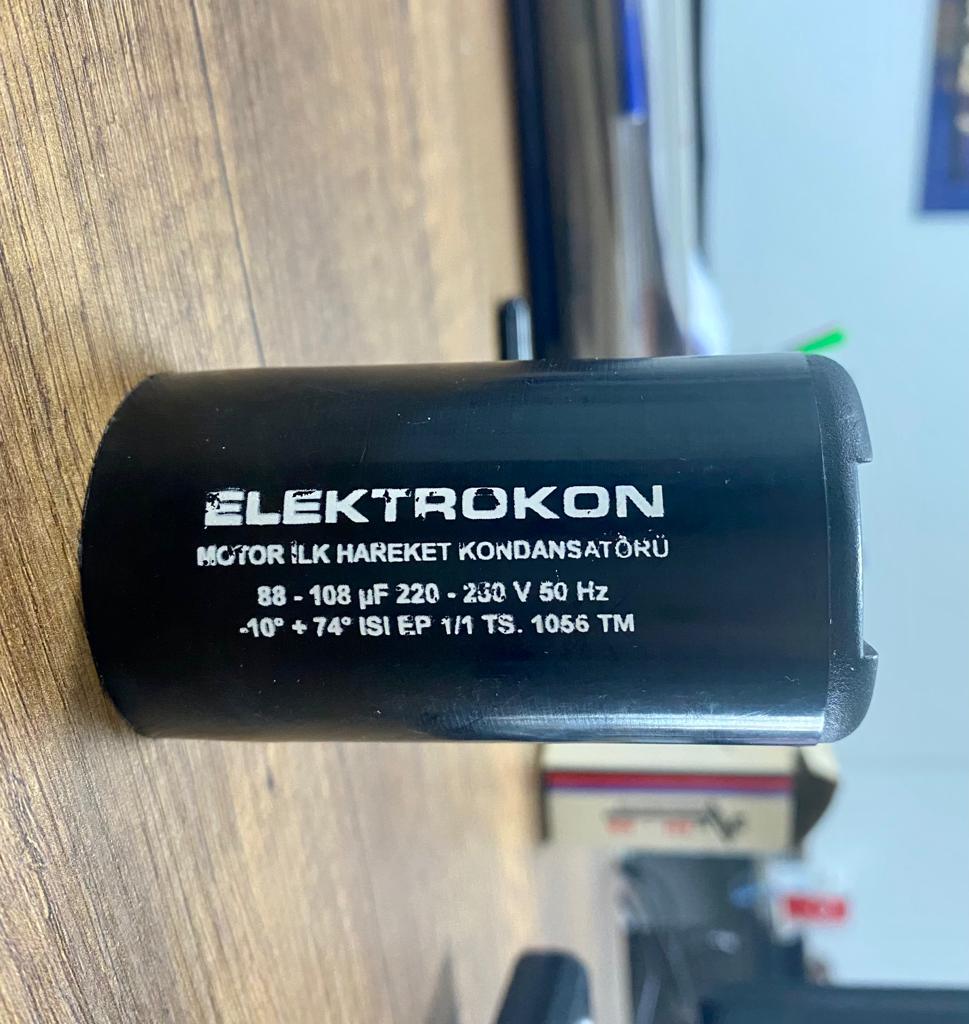 ELEKTROKON
MOTOR İLK HAREKET KONDANSATÖRÜ
88 - 108 µF 220 - 230 V 50 Hz
-10° + 74° ISI EP 1/1 TS. 1056 TM